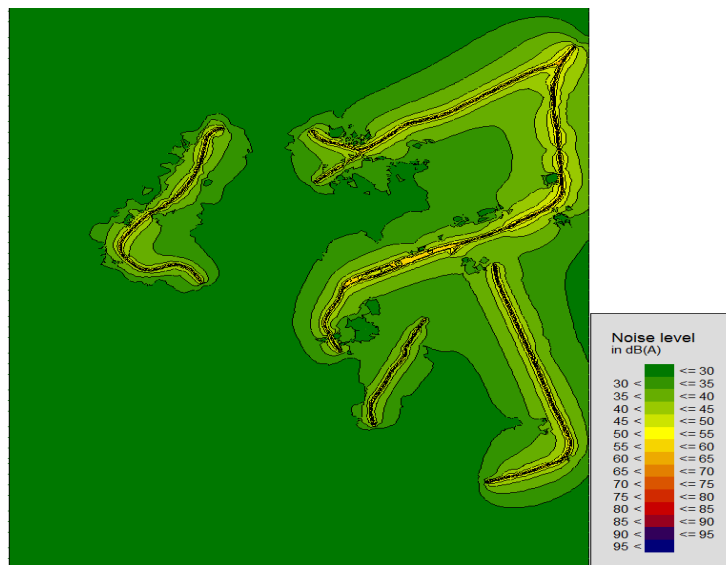 Noise level
in dB(A)
<= 30
30 < <= 35
35 < <= 40
40 < <= 45
45 < <= 50
50 < <= 55
55 < <= 60
60 < <= 65
65 < <= 70
70 < <= 75
75 < <= 80
80 < <= 85
85 < <= 90
90 < <= 95
95 <